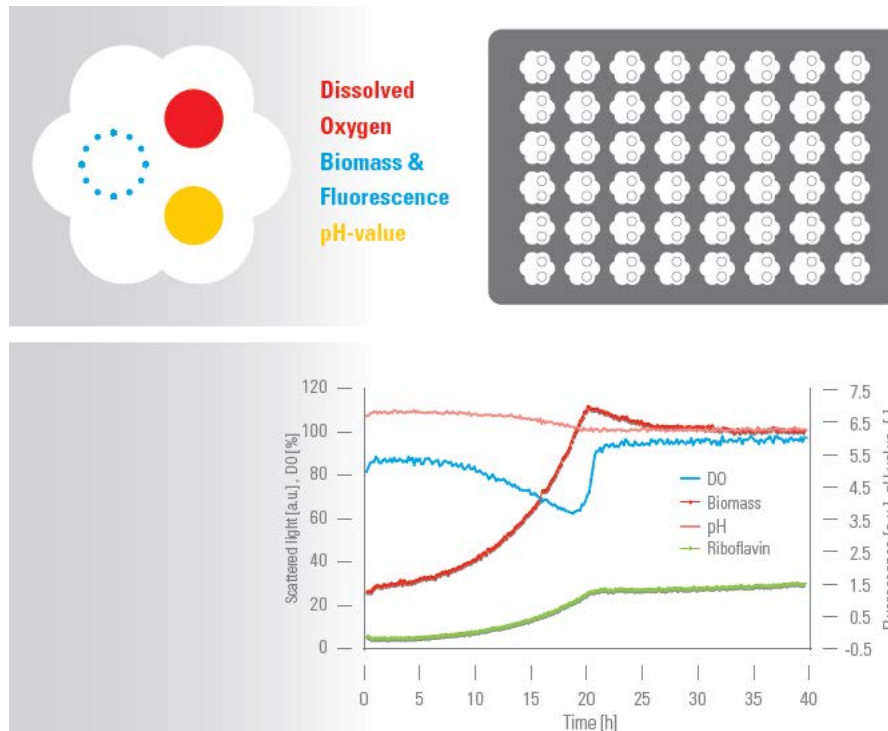 Dissolved
Oxygen
Biomass &
Fluorescence
pH-value
120
100
80
60
40
20
0
Scattered light [a.u.], DO [%]
7.5
6.5
5.5
4.5
3.5
2.5
1.5
0.5
-0.5
DO
Biomass
pH
Riboflavin
0 5 10 15 20 25 30 35 40
Time [h]